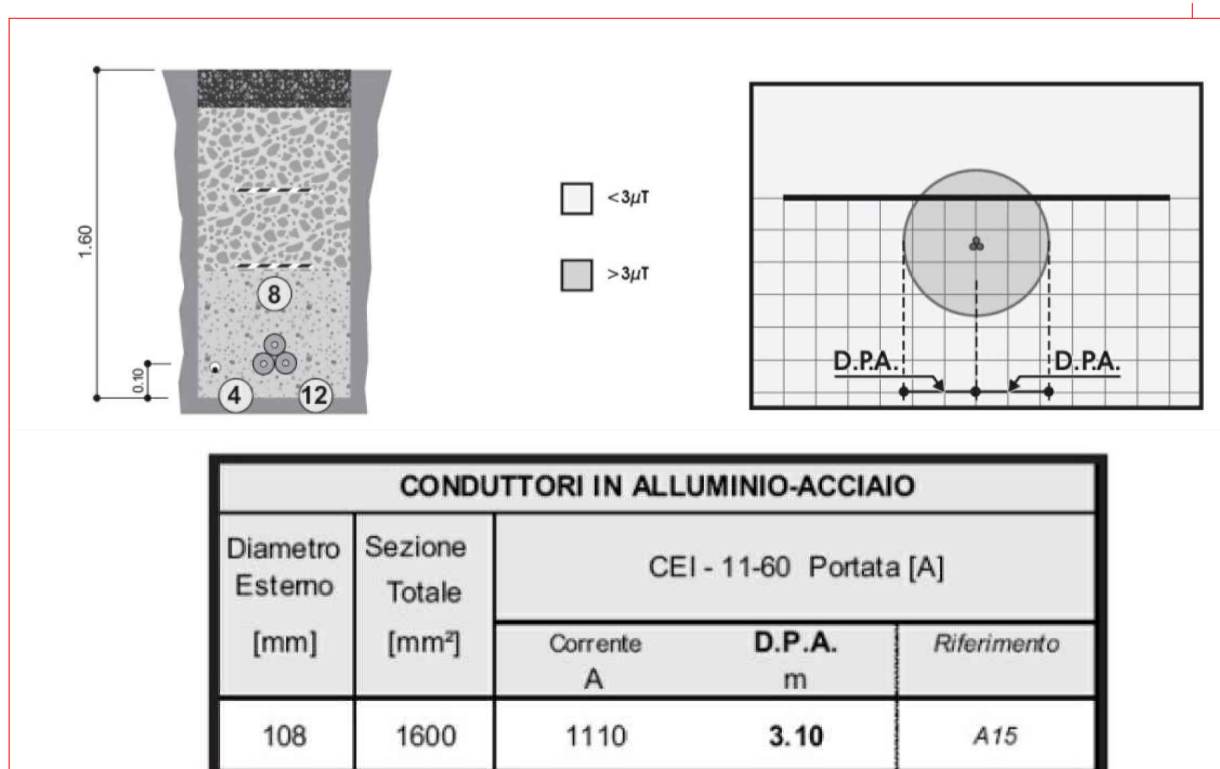 1.60
0.10
8
4
12
<3μT
>3μT
D.P.A.
D.P.A.
CONDUTTORI IN ALLUMINIO-ACCIAIO
Diametro Esterno [mm]
Sezione Totale [mm²]
CEI - 11-60 Portata [A]
Corrente A
D.P.A. m
Riferimento
108 1600 1110 3.10 A15